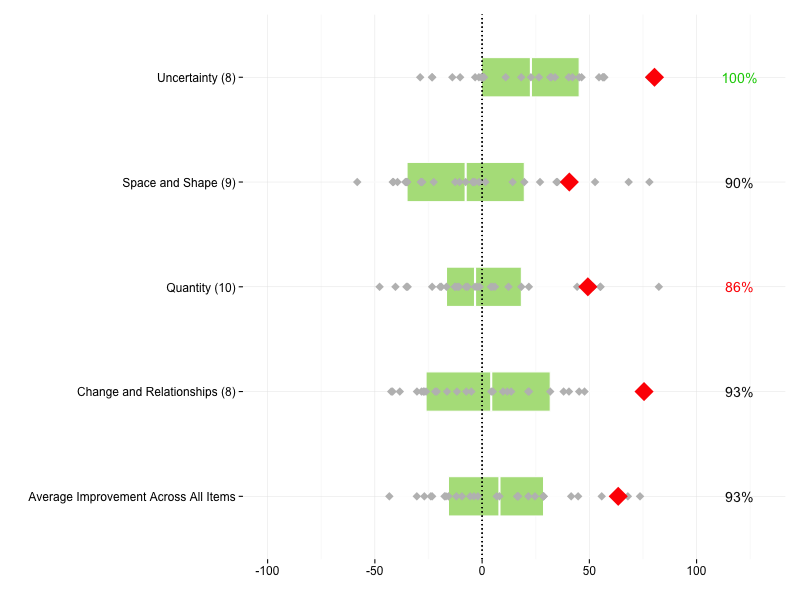 Uncertainty (8) 100%
Space and Shape (9) 90%
Quantity (10) 86%
Change and Relationships (8) 93%
Average Improvement Across All Items 93%
-100 -50 0 50 100